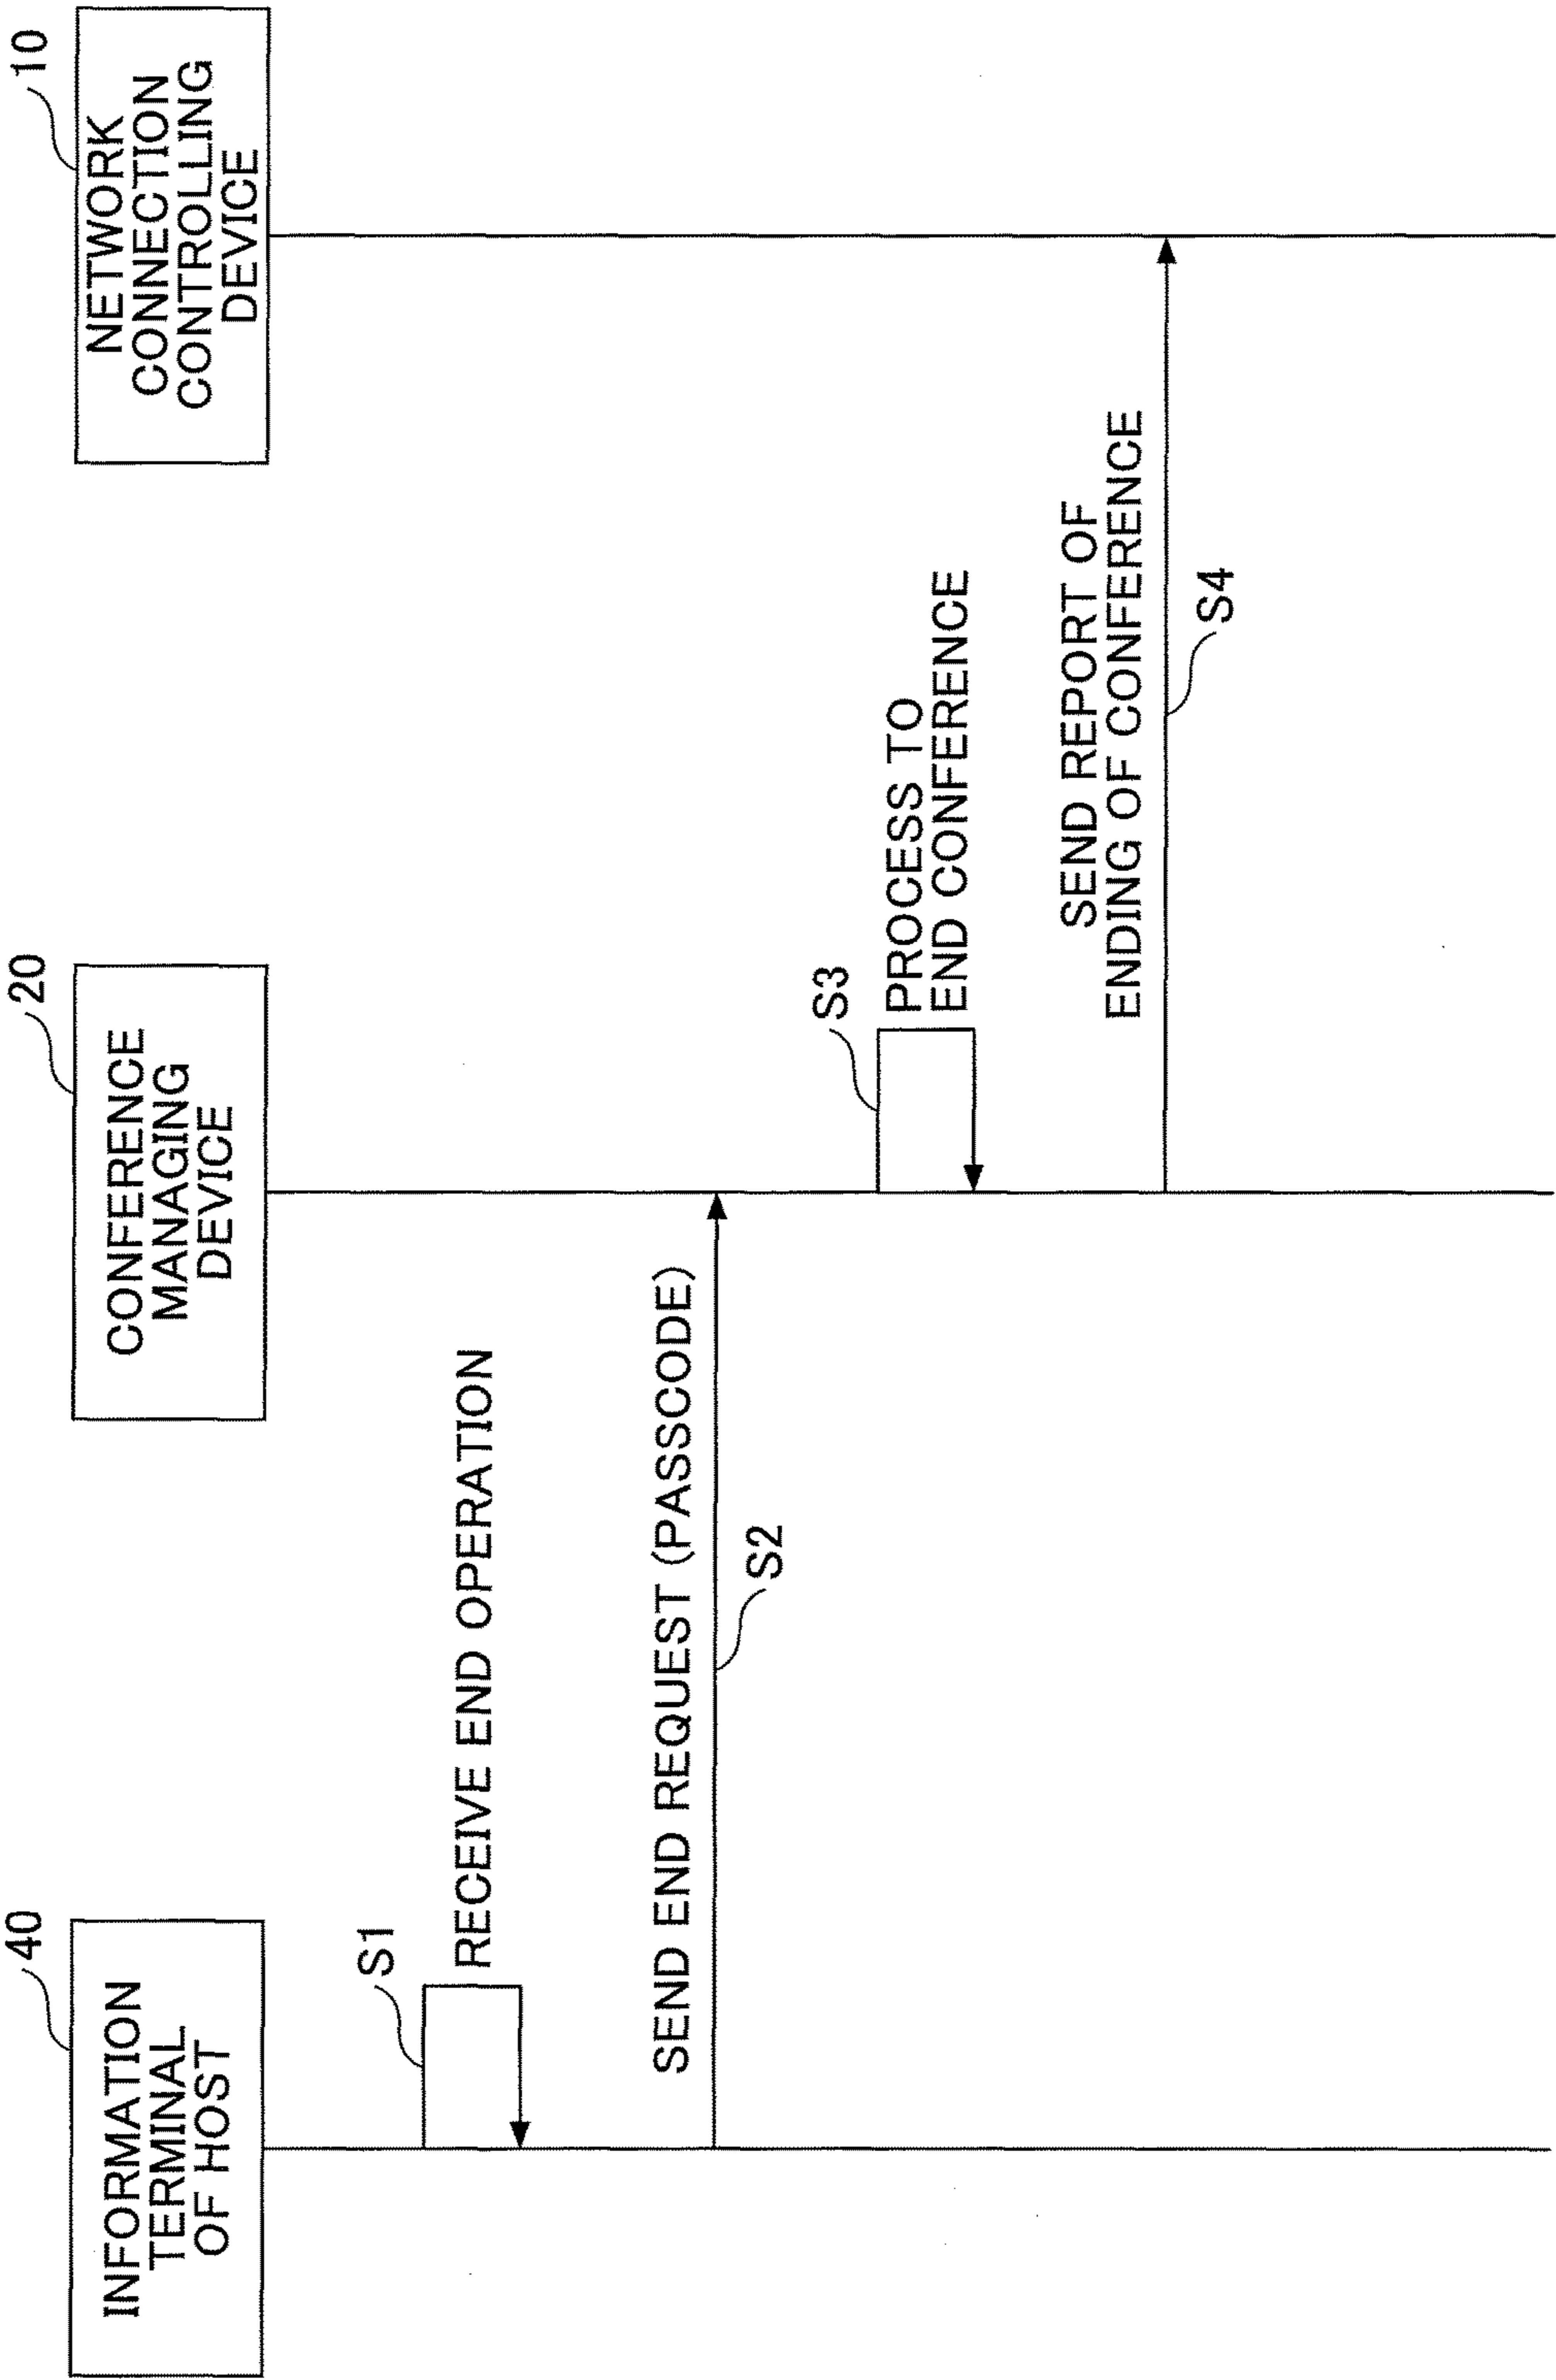 40
INFORMATION
TERMINAL
OF HOST
20
CONFERENCE
MANAGING
DEVICE
10
NETWORK
CONNECTION
CONTROLLING
DEVICE
S1
RECEIVE END OPERATION
SEND END REQUEST (PASSCODE)
S2
S3
PROCESS TO
END CONFERENCE
SEND REPORT OF
ENDING OF CONFERENCE
S4